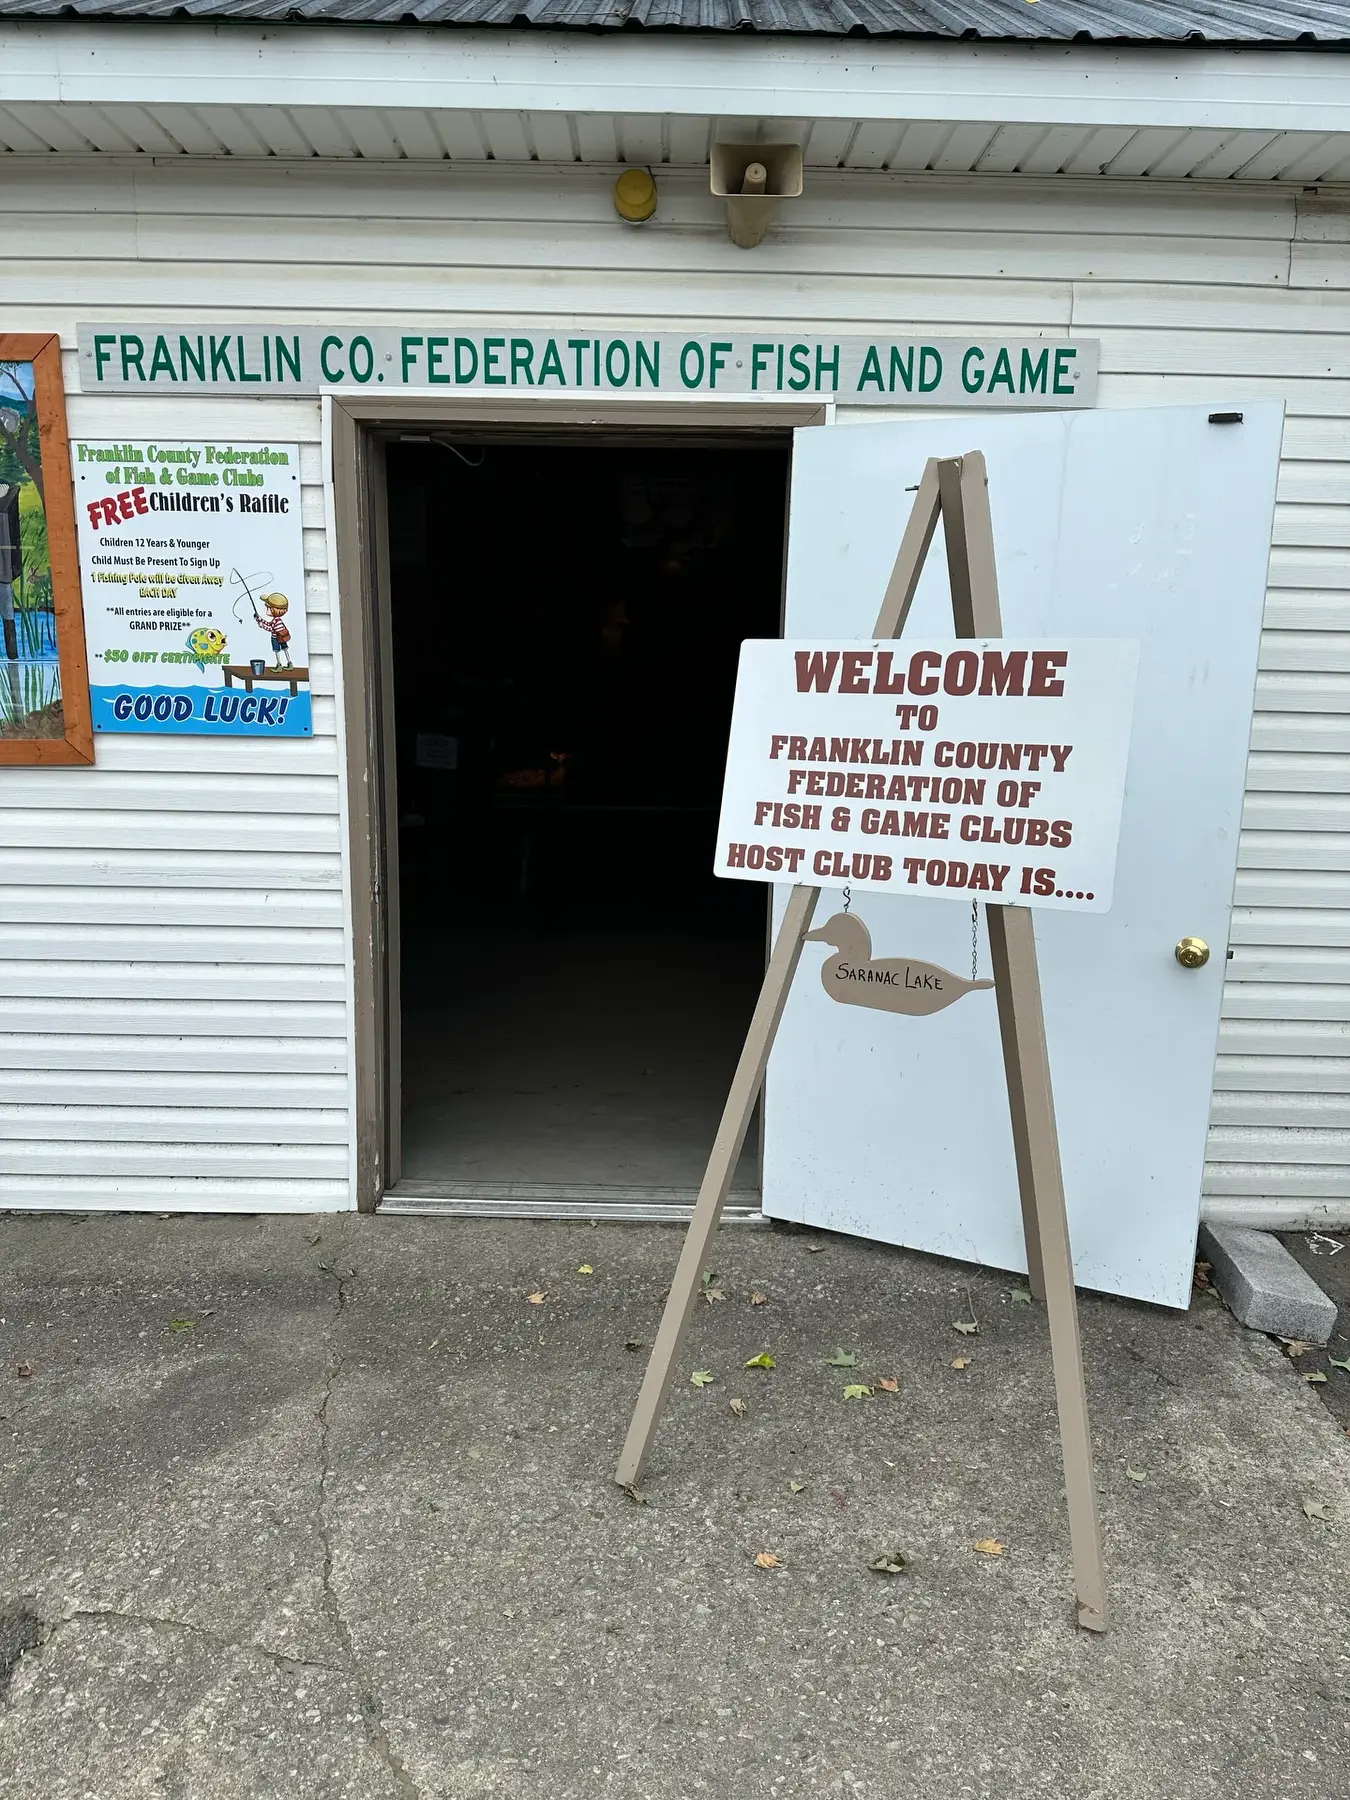 FRANKLIN CO. FEDERATION OF FISH AND GAME
Franklin County Federation
of Fish & Game Clubs
FREE Children's Raffle
Children 12 Years & Younger
Child Must Be Present To Sign Up
1 Fishing Pole will be Given Away
EACH DAY
**All entries are eligible for a
GRAND PRIZE**
**$50 GIFT CERTIFICATE
GOOD LUCK!
WELCOME
TO
FRANKLIN COUNTY
FEDERATION OF
FISH & GAME CLUBS
HOST CLUB TODAY IS....
SARANAC LAKE